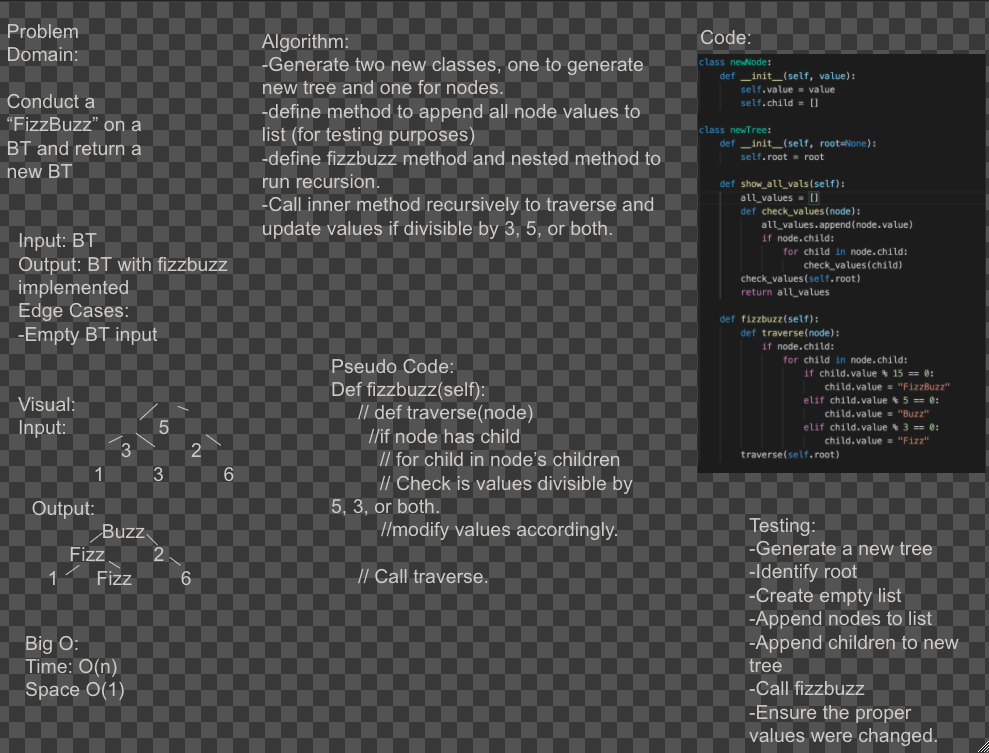 Problem
Domain:
Conduct a
“FizzBuzz” on a
BT and return a
new BT
Input: BT
Output: BT with fizzbuzz
implemented
Edge Cases:
-Empty BT input
Visual:
Input:
5
3 2
1 3 6
Output:
Buzz
Fizz 2
1 Fizz 6
Big O:
Time: O(n)
Space O(1)
Algorithm:
-Generate two new classes, one to generate
new tree and one for nodes.
-define method to append all node values to
list (for testing purposes)
-define fizzbuzz method and nested method to
run recursion.
-Call inner method recursively to traverse and
update values if divisible by 3, 5, or both.
Pseudo Code:
Def fizzbuzz(self):
// def traverse(node)
//if node has child
// for child in node’s children
// Check is values divisible by
5, 3, or both.
//modify values accordingly.
// Call traverse.
Code:
class newNode:
def __init__(self, value):
self.value = value
self.child = []
class newTree:
def __init__(self, root=None):
self.root = root
def show_all_vals(self):
all_values = []
def check_values(node):
all_values.append(node.value)
if node.child:
for child in node.child:
check_values(child)
check_values(self.root)
return all_values
def fizzbuzz(self):
def traverse(node):
if node.child:
for child in node.child:
if child.value % 15 == 0:
child.value = "FizzBuzz"
elif child.value % 5 == 0:
child.value = "Buzz"
elif child.value % 3 == 0:
child.value = "Fizz"
traverse(self.root)
Testing:
-Generate a new tree
-Identify root
-Create empty list
-Append nodes to list
-Append children to new
tree
-Call fizzbuzz
-Ensure the proper
values were changed.